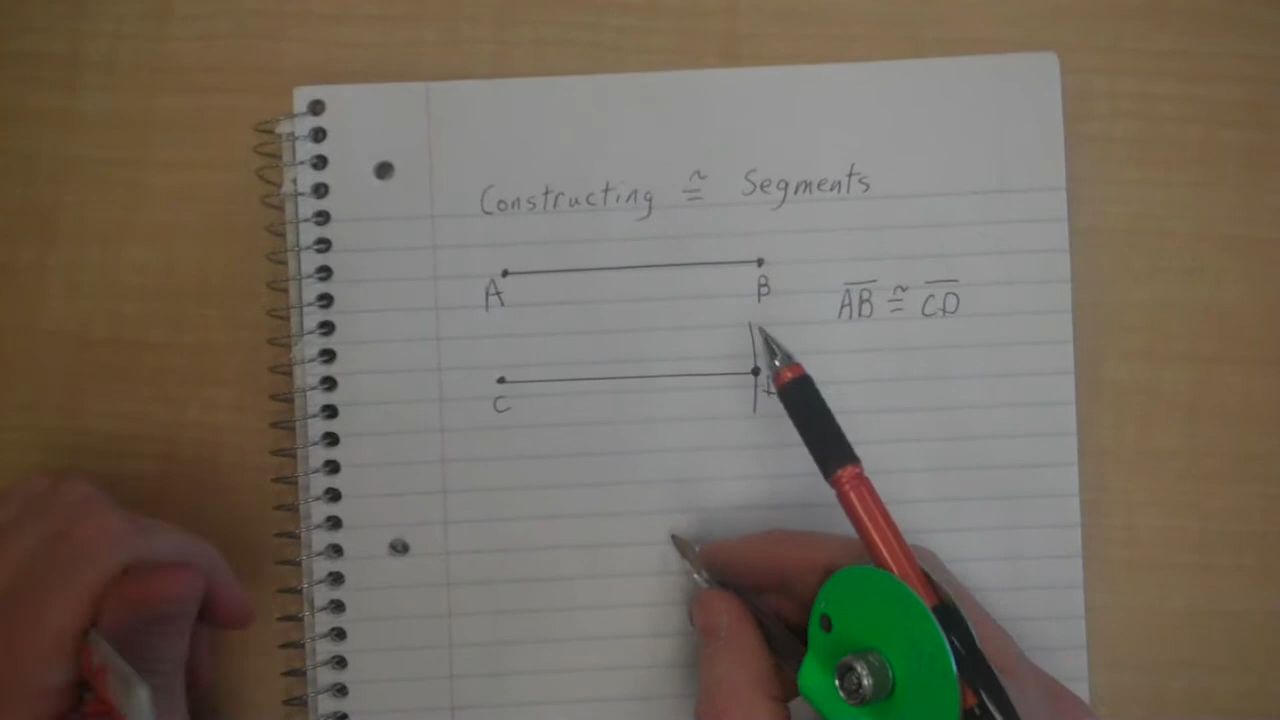 Constructing ≅ Segments
A B
AB ≅ CD
C